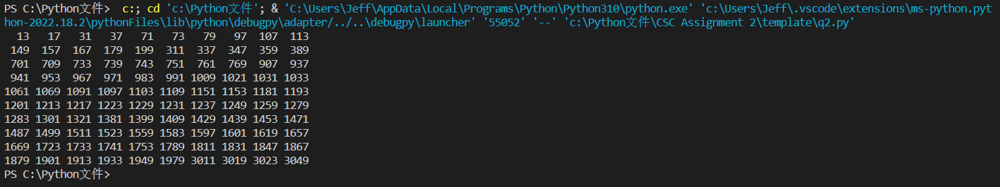 PS C:\Python文件>  c:; cd 'c:\Python文件'; & 'C:\Users\Jeff\AppData\Local\Programs\Python\Python310\python.exe' 'c:\Users\Jeff\.vscode\extensions\ms-python.pyt
hon-2022.18.2\pythonFiles\lib\python\debugpy\adapter/../..\debugpy\launcher' '55052' '--' 'c:\Python文件\CSC Assignment 2\template\q2.py'
13 17 31 37 71 73 79 97 107 113
149 157 167 179 199 311 337 347 359 389
701 709 733 739 743 751 761 769 907 937
941 953 967 971 983 991 1009 1021 1031 1033
1061 1069 1091 1097 1103 1109 1151 1153 1181 1193
1201 1213 1217 1223 1229 1231 1237 1249 1259 1279
1283 1301 1321 1381 1399 1409 1429 1439 1453 1471
1487 1499 1511 1523 1559 1583 1597 1601 1619 1657
1669 1723 1733 1741 1753 1789 1811 1831 1847 1867
1879 1901 1913 1933 1949 1979 3011 3019 3023 3049
PS C:\Python文件>